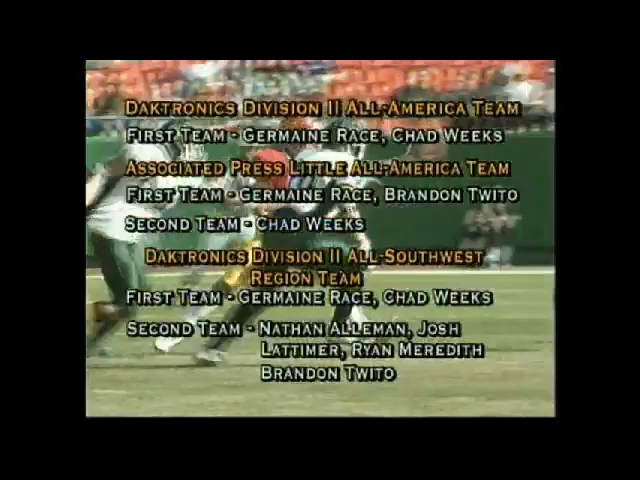 DAKTRONICS DIVISION II ALL-AMERICA TEAM
FIRST TEAM - GERMAINE RACE, CHAD WEEKS
ASSOCIATED PRESS LITTLE ALL-AMERICA TEAM
FIRST TEAM - GERMAINE RACE, BRANDON TWITO
SECOND TEAM - CHAD WEEKS
DAKTRONICS DIVISION II ALL-SOUTHWEST
REGION TEAM
FIRST TEAM - GERMAINE RACE, CHAD WEEKS
SECOND TEAM - NATHAN ALLEMAN, JOSH
LATTIMER, RYAN MEREDITH
BRANDON TWITO